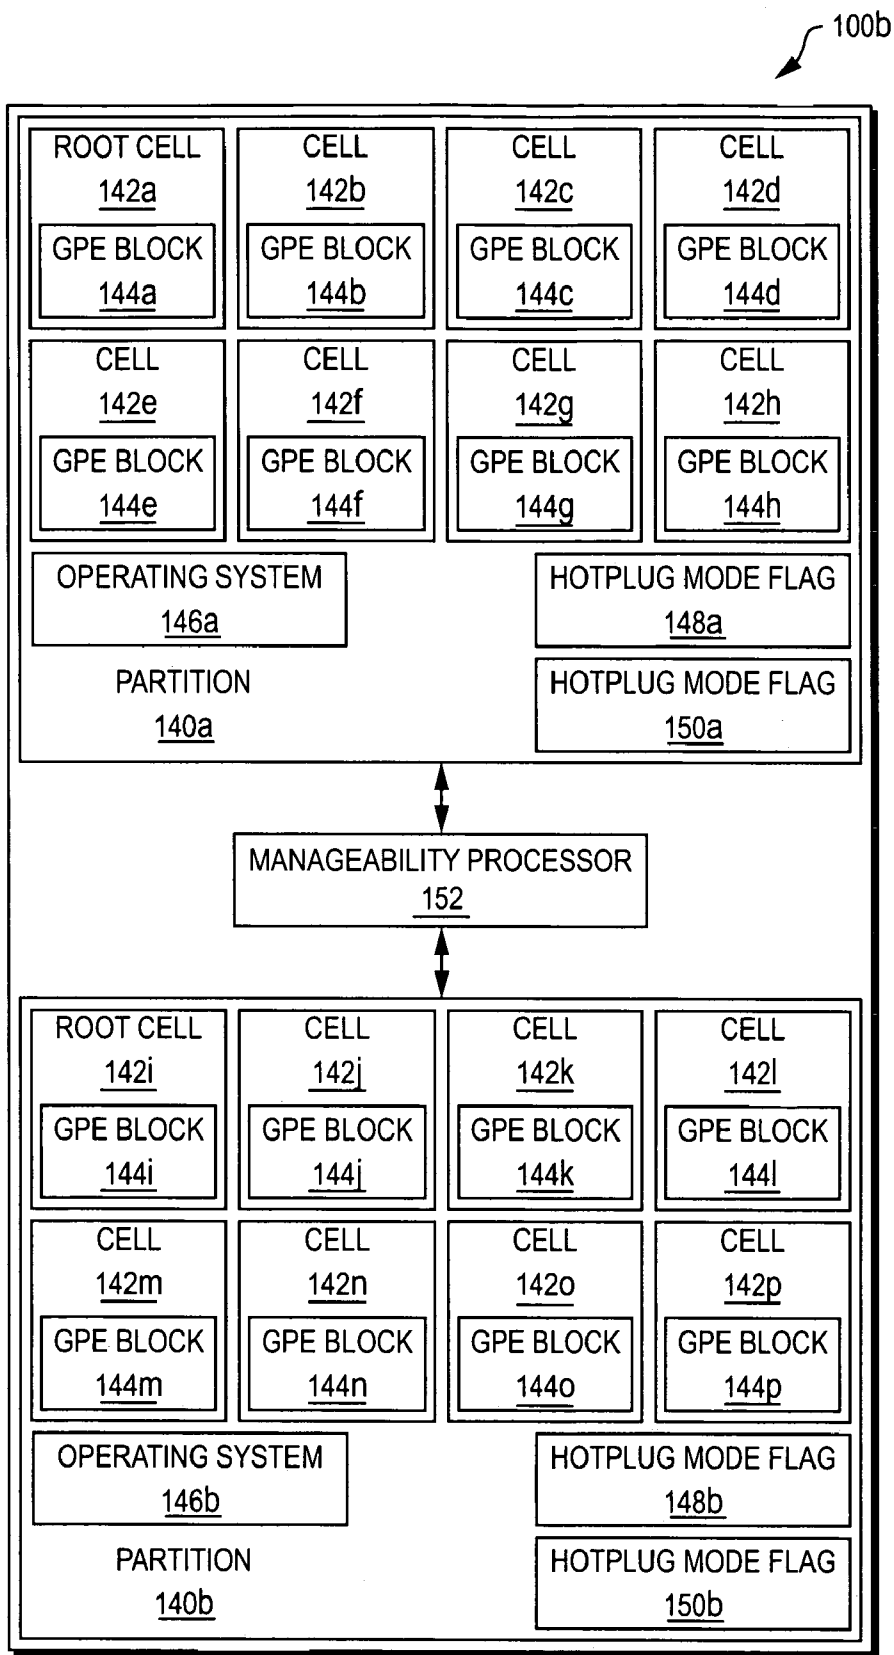 100b
ROOT CELL
142a
GPE BLOCK
144a
CELL
142b
GPE BLOCK
144b
CELL
142c
GPE BLOCK
144c
CELL
142d
GPE BLOCK
144d
CELL
142e
GPE BLOCK
144e
CELL
142f
GPE BLOCK
144f
CELL
142g
GPE BLOCK
144g
CELL
142h
GPE BLOCK
144h
OPERATING SYSTEM
146a
HOTPLUG MODE FLAG
148a
PARTITION
140a
HOTPLUG MODE FLAG
150a
MANAGEABILITY PROCESSOR
152
ROOT CELL
142i
GPE BLOCK
144i
CELL
142j
GPE BLOCK
144j
CELL
142k
GPE BLOCK
144k
CELL
142l
GPE BLOCK
144l
CELL
142m
GPE BLOCK
144m
CELL
142n
GPE BLOCK
144n
CELL
142o
GPE BLOCK
144o
CELL
142p
GPE BLOCK
144p
OPERATING SYSTEM
146b
HOTPLUG MODE FLAG
148b
PARTITION
140b
HOTPLUG MODE FLAG
150b